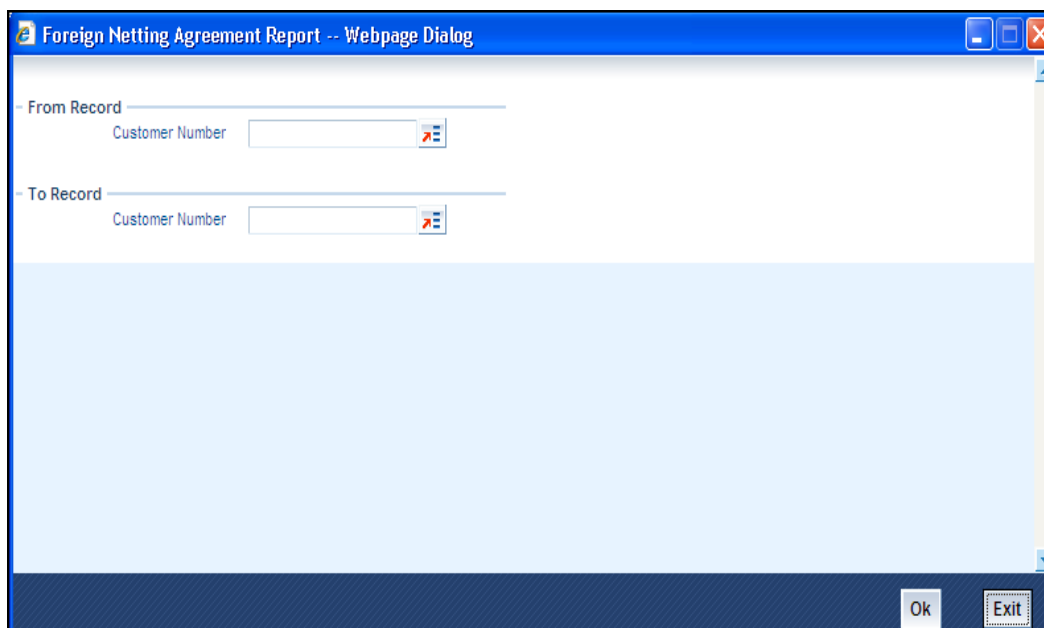 Foreign Netting Agreement Report -- Webpage Dialog
From Record
Customer Number
To Record
Customer Number
Ok
Exit